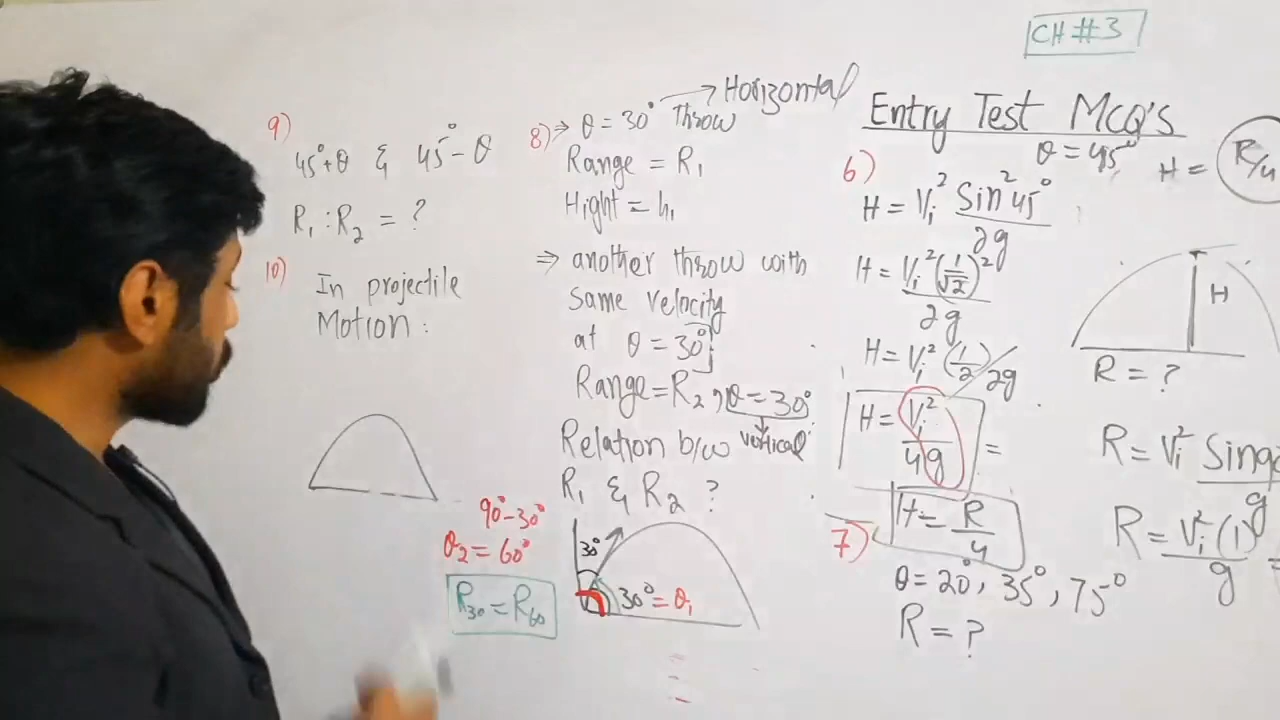 CH #3
Entry Test Mcq's
θ = 45°
H = R/4
6)
H = Vi² Sin² 45°
2g
H = Vi² (1/√2)²
2g
H = Vi² (1/2) / 2g
H = Vi²
4g
=
H = R
4
H
R = ?
R = Vi² Sin
g
R = Vi² (1)
g
7)
θ = 20°, 35°, 75°
R = ?
8) ⇒ θ = 30° Throw → Horizontal
Range = R₁
Hight = h₁
⇒ another throw with
Same velocity
at θ = 30°
Range = R₂, θ = 30°
vertical
Relation b/w
R₁ & R₂ ?
30°
30° = θ₁
90° - 30°
θ₂ = 60°
R₃₀ = R₆₀
9)
45° + θ & 45° - θ
R₁ : R₂ = ?
10) In projectile
Motion :